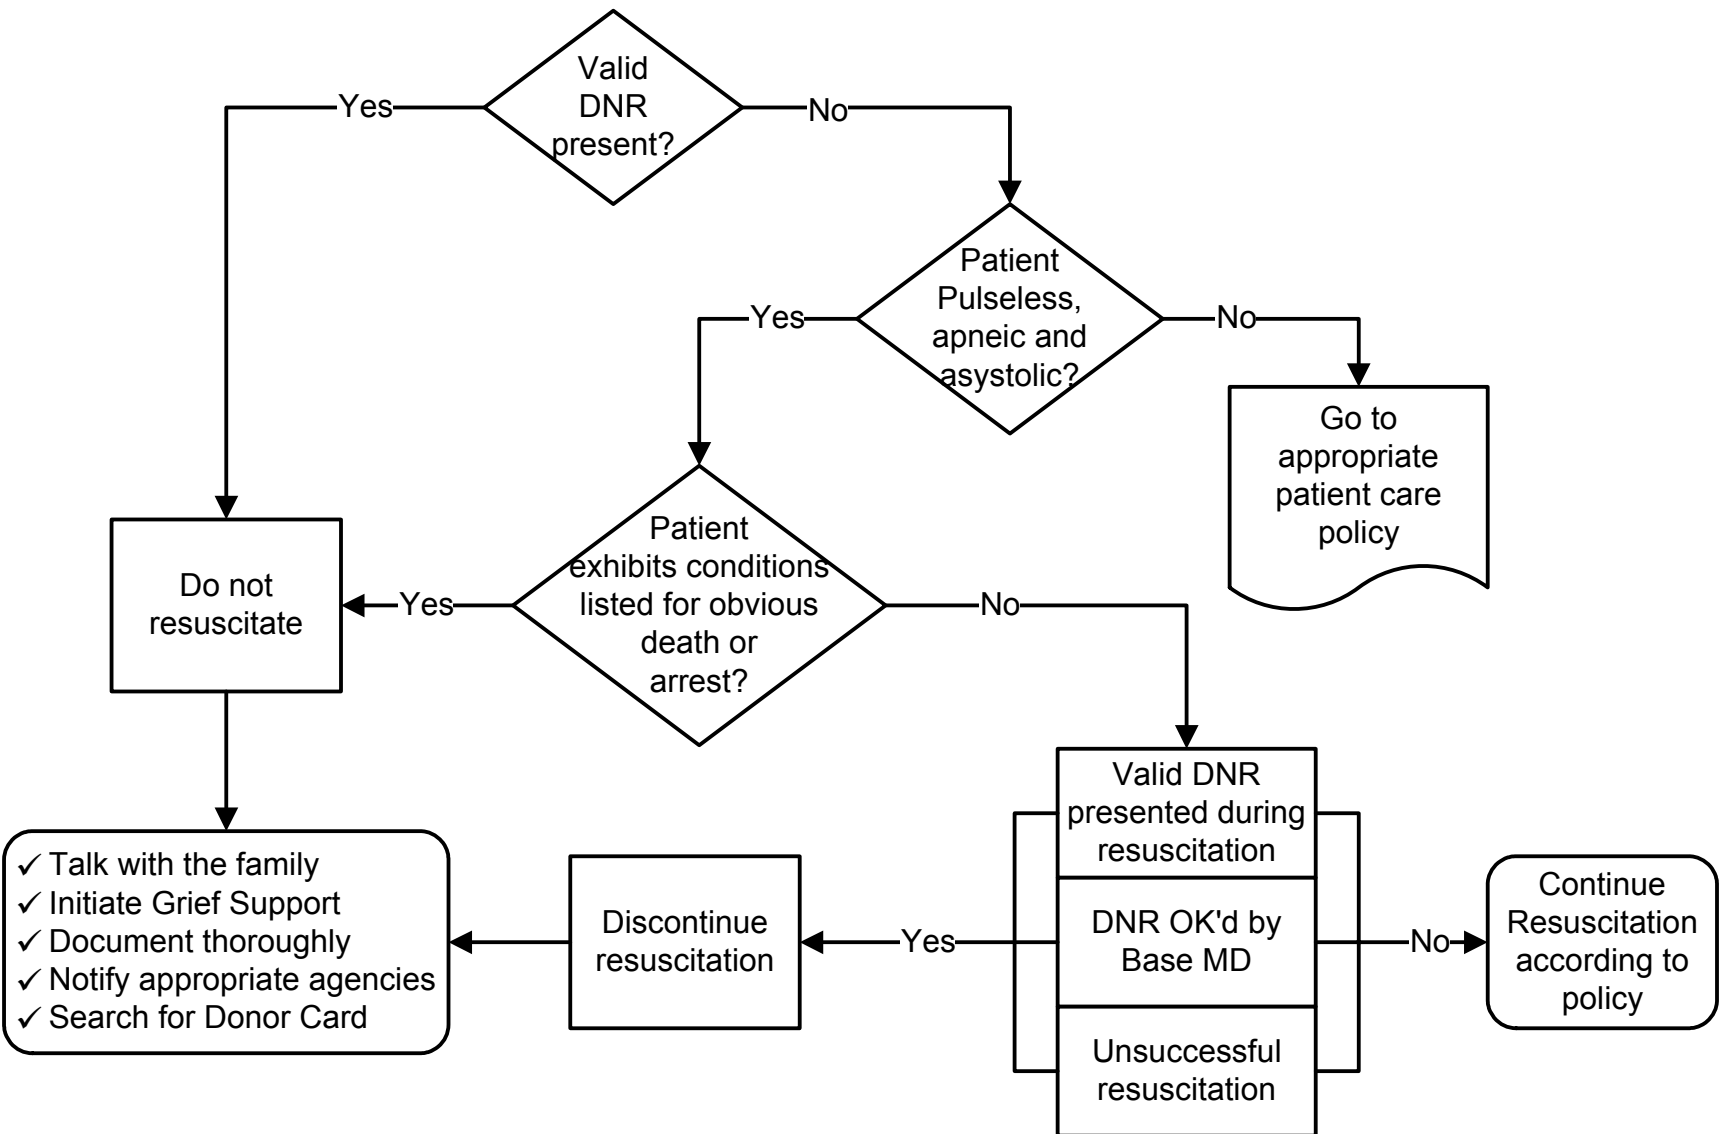 Valid
DNR
present?
Yes
No
Patient
Pulseless,
apneic and
asystolic?
Yes
No
Go to
appropriate
patient care
policy
Patient
exhibits conditions
listed for obvious
death or
arrest?
Yes
No
Do not
resuscitate
Valid DNR
presented during
resuscitation
DNR OK'd by
Base MD
Unsuccessful
resuscitation
Yes
No
Discontinue
resuscitation
Continue
Resuscitation
according to
policy
✓ Talk with the family
✓ Initiate Grief Support
✓ Document thoroughly
✓ Notify appropriate agencies
✓ Search for Donor Card